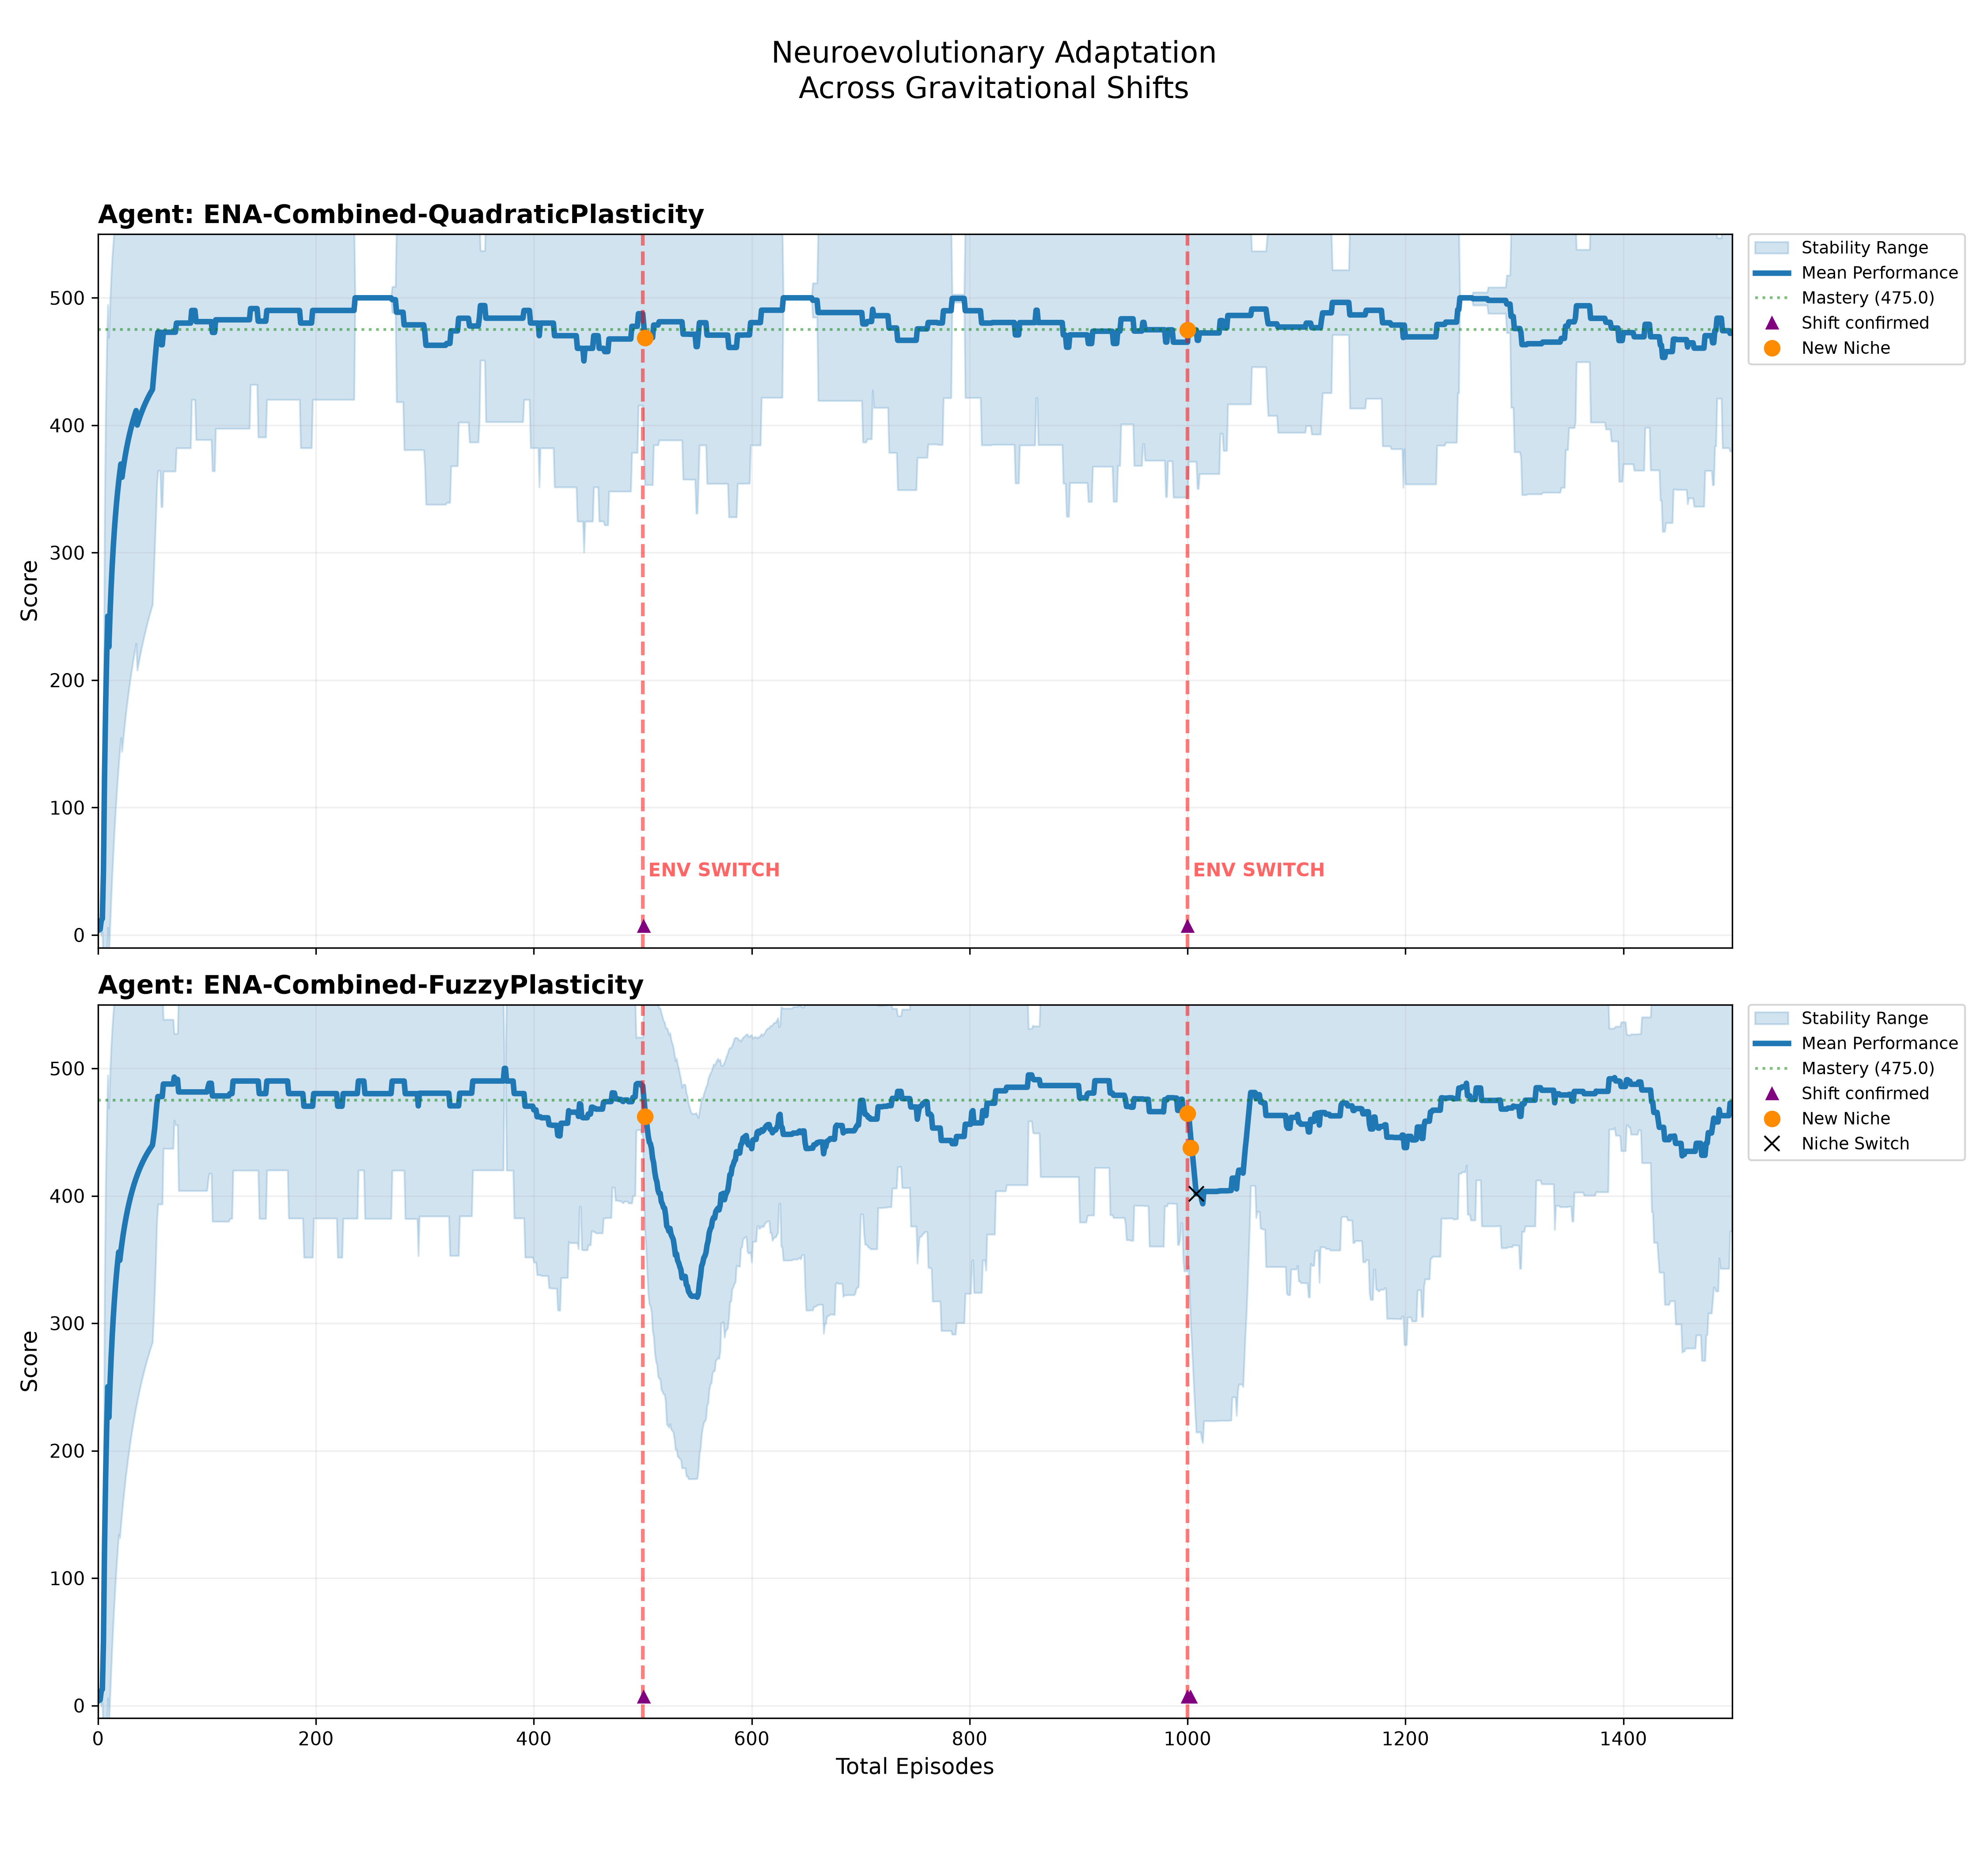 Neuroevolutionary Adaptation
Across Gravitational Shifts
Agent: ENA-Combined-QuadraticPlasticity
Stability Range
Mean Performance
Mastery (475.0)
Shift confirmed
New Niche
500
400
300
200
100
0
Score
ENV SWITCH
ENV SWITCH
Agent: ENA-Combined-FuzzyPlasticity
Stability Range
Mean Performance
Mastery (475.0)
Shift confirmed
New Niche
Niche Switch
500
400
300
200
100
0
Score
0 200 400 600 800 1000 1200 1400
Total Episodes